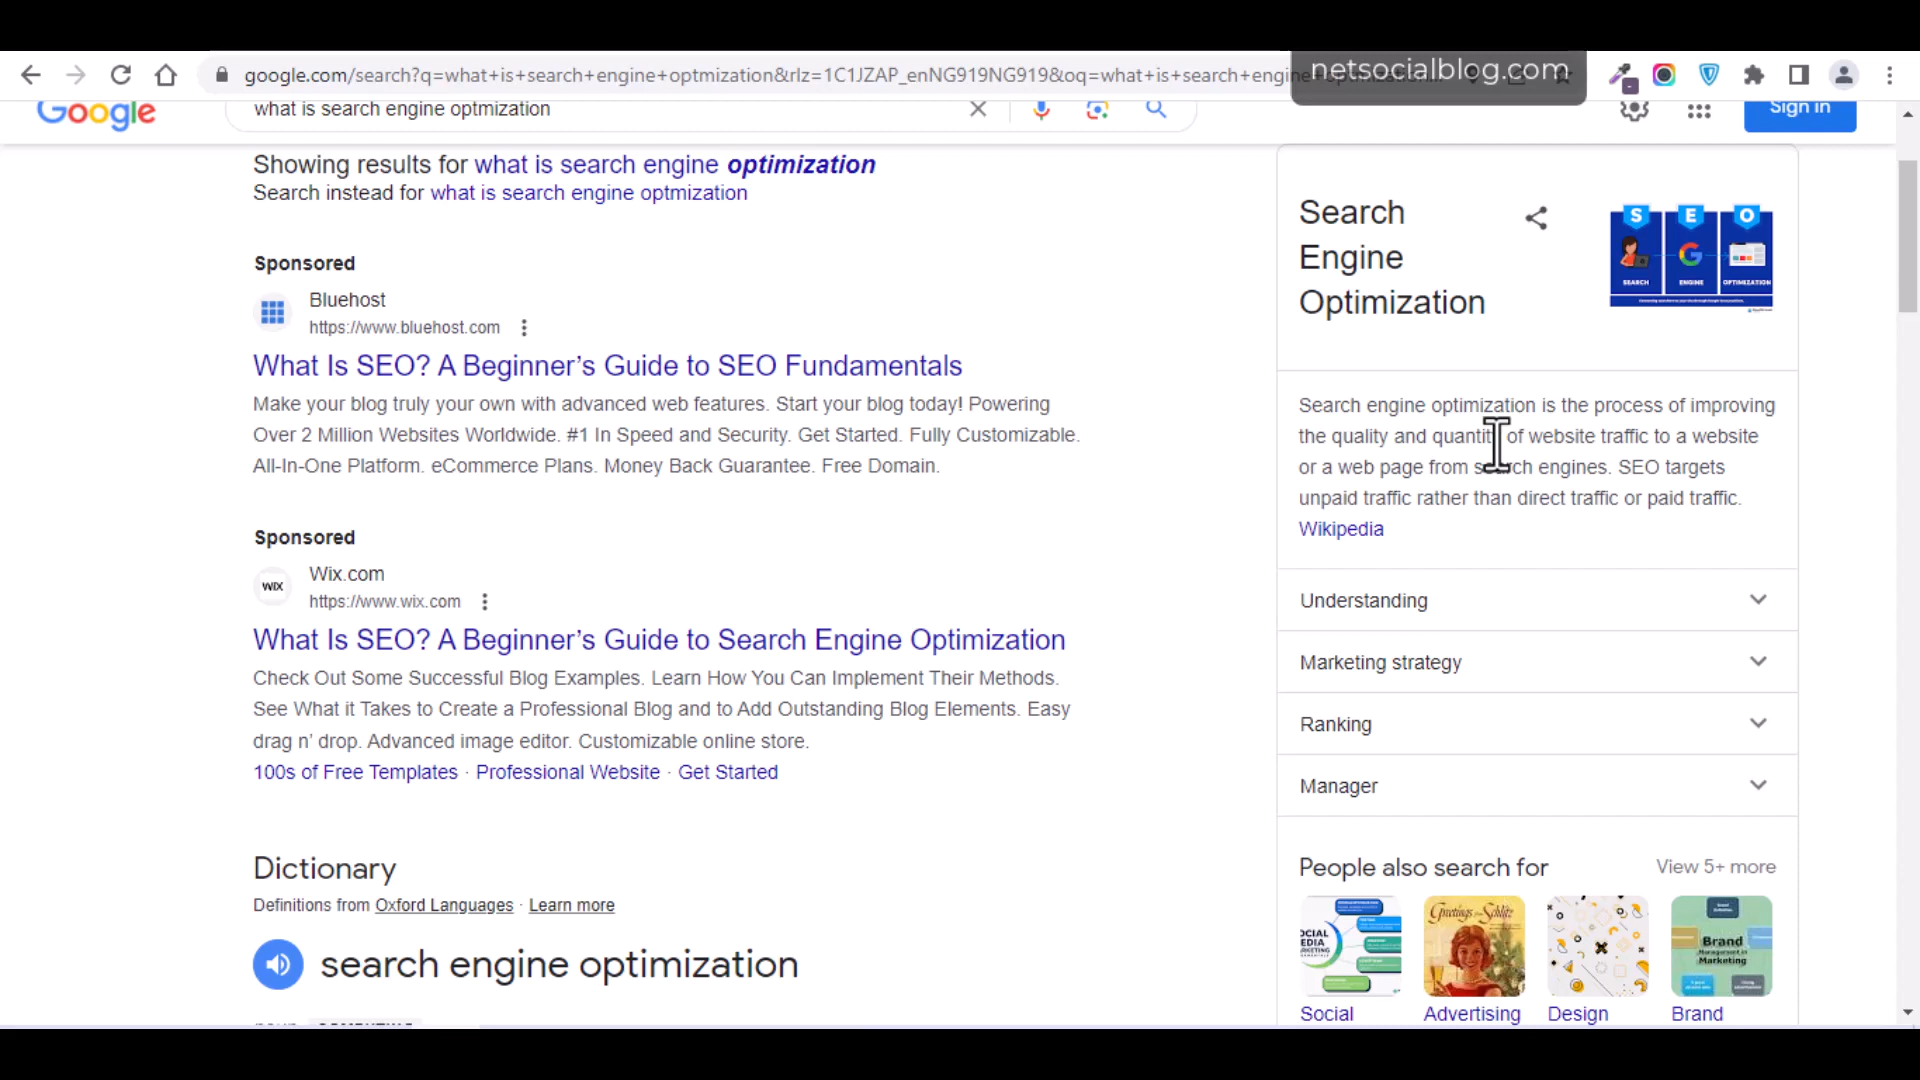 netsocialblog.com
google.com/search?q=what+is+search+engine+optmization&rlz=1C1JZAP_enNG919NG919&oq=what+is+search+engine+
Google
what is search engine optmization
Sign in
Showing results for what is search engine optimization
Search instead for what is search engine optmization
Sponsored
Bluehost
https://www.bluehost.com
What Is SEO? A Beginner’s Guide to SEO Fundamentals
Make your blog truly your own with advanced web features. Start your blog today! Powering
Over 2 Million Websites Worldwide. #1 In Speed and Security. Get Started. Fully Customizable.
All-In-One Platform. eCommerce Plans. Money Back Guarantee. Free Domain.
Sponsored
WIX
Wix.com
https://www.wix.com
What Is SEO? A Beginner’s Guide to Search Engine Optimization
Check Out Some Successful Blog Examples. Learn How You Can Implement Their Methods.
See What it Takes to Create a Professional Blog and to Add Outstanding Blog Elements. Easy
drag n’ drop. Advanced image editor. Customizable online store.
100s of Free Templates · Professional Website · Get Started
Dictionary
Definitions from Oxford Languages · Learn more
search engine optimization
Search
Engine
Optimization
S E O
SEARCH ENGINE OPTIMIZATION
Search engine optimization is the process of improving
the quality and quantity of website traffic to a website
or a web page from search engines. SEO targets
unpaid traffic rather than direct traffic or paid traffic.
Wikipedia
Understanding
Marketing strategy
Ranking
Manager
People also search for
View 5+ more
Greetings from Schlitz
Brand
Management in
Marketing
Social
Advertising
Design
Brand